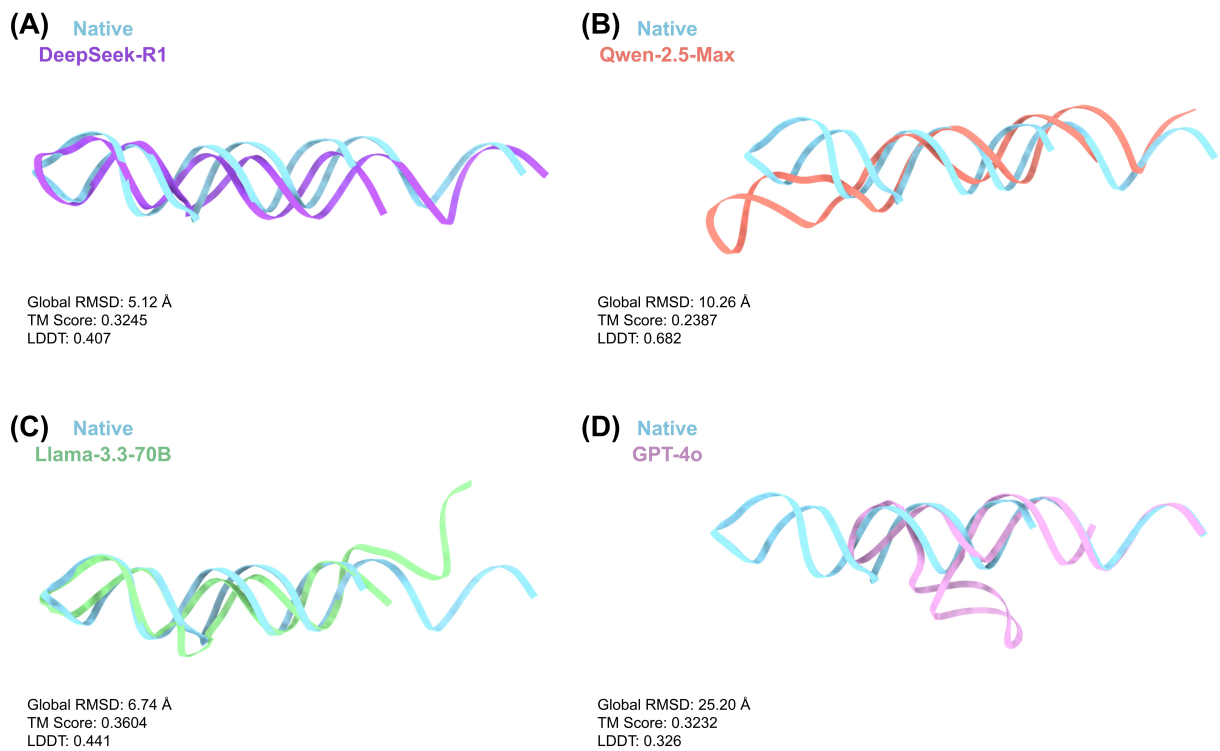 (A) Native
DeepSeek-R1
Global RMSD: 5.12 Å
TM Score: 0.3245
LDDT: 0.407
(B) Native
Qwen-2.5-Max
Global RMSD: 10.26 Å
TM Score: 0.2387
LDDT: 0.682
(C) Native
Llama-3.3-70B
Global RMSD: 6.74 Å
TM Score: 0.3604
LDDT: 0.441
(D) Native
GPT-4o
Global RMSD: 25.20 Å
TM Score: 0.3232
LDDT: 0.326